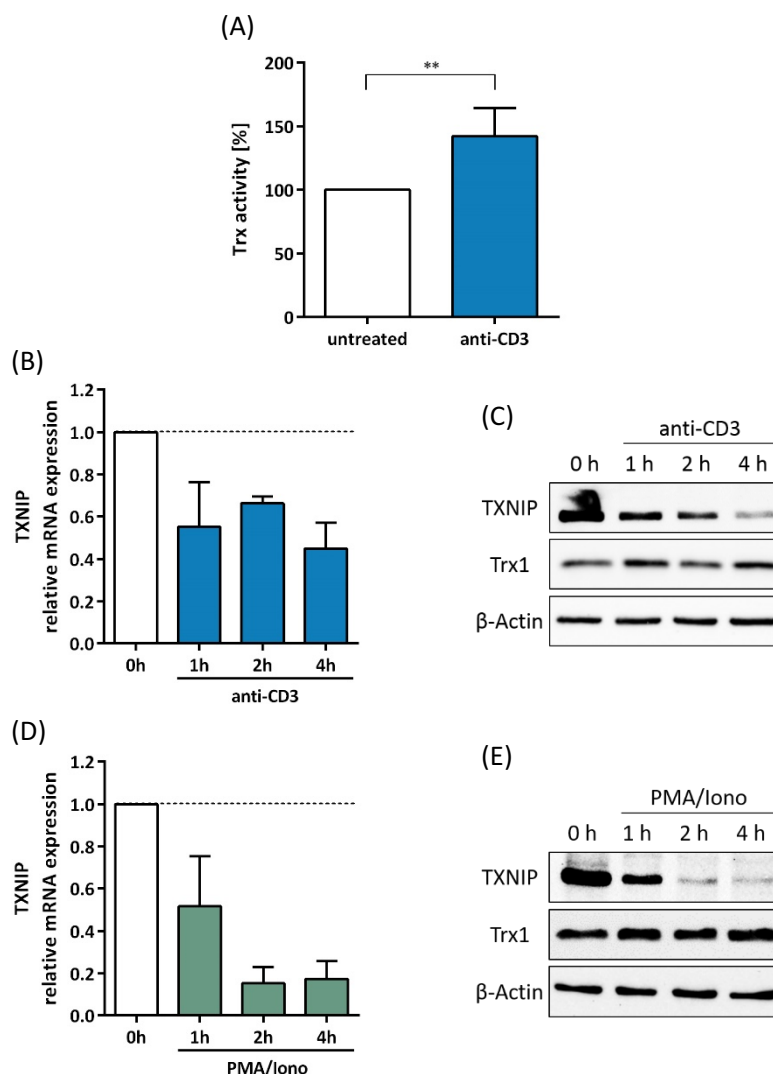 (A)
Trx activity [%]
200
150
100
50
0
**
untreated
anti-CD3
(B)
TXNIP
relative mRNA expression
1.2
1.0
0.8
0.6
0.4
0.2
0.0
0h
1h
2h
4h
anti-CD3
(C)
anti-CD3
0 h 1 h 2 h 4 h
TXNIP
Trx1
β-Actin
(D)
TXNIP
relative mRNA expression
1.2
1.0
0.8
0.6
0.4
0.2
0.0
0h
1h
2h
4h
PMA/Iono
(E)
PMA/Iono
0 h 1 h 2 h 4 h
TXNIP
Trx1
β-Actin